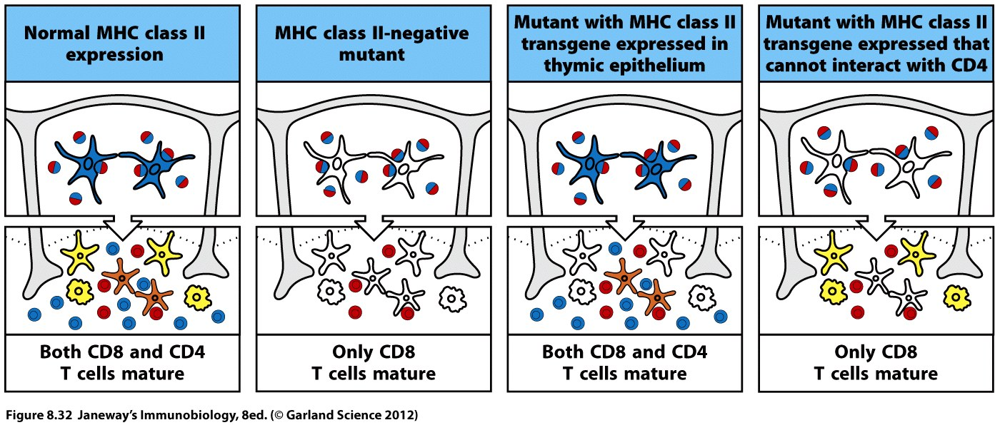 Normal MHC class II
expression
MHC class II-negative
mutant
Mutant with MHC class II
transgene expressed in
thymic epithelium
Mutant with MHC class II
transgene expressed that
cannot interact with CD4
Both CD8 and CD4
T cells mature
Only CD8
T cells mature
Both CD8 and CD4
T cells mature
Only CD8
T cells mature
Figure 8.32 Janeway’s Immunobiology, 8ed. (© Garland Science 2012)